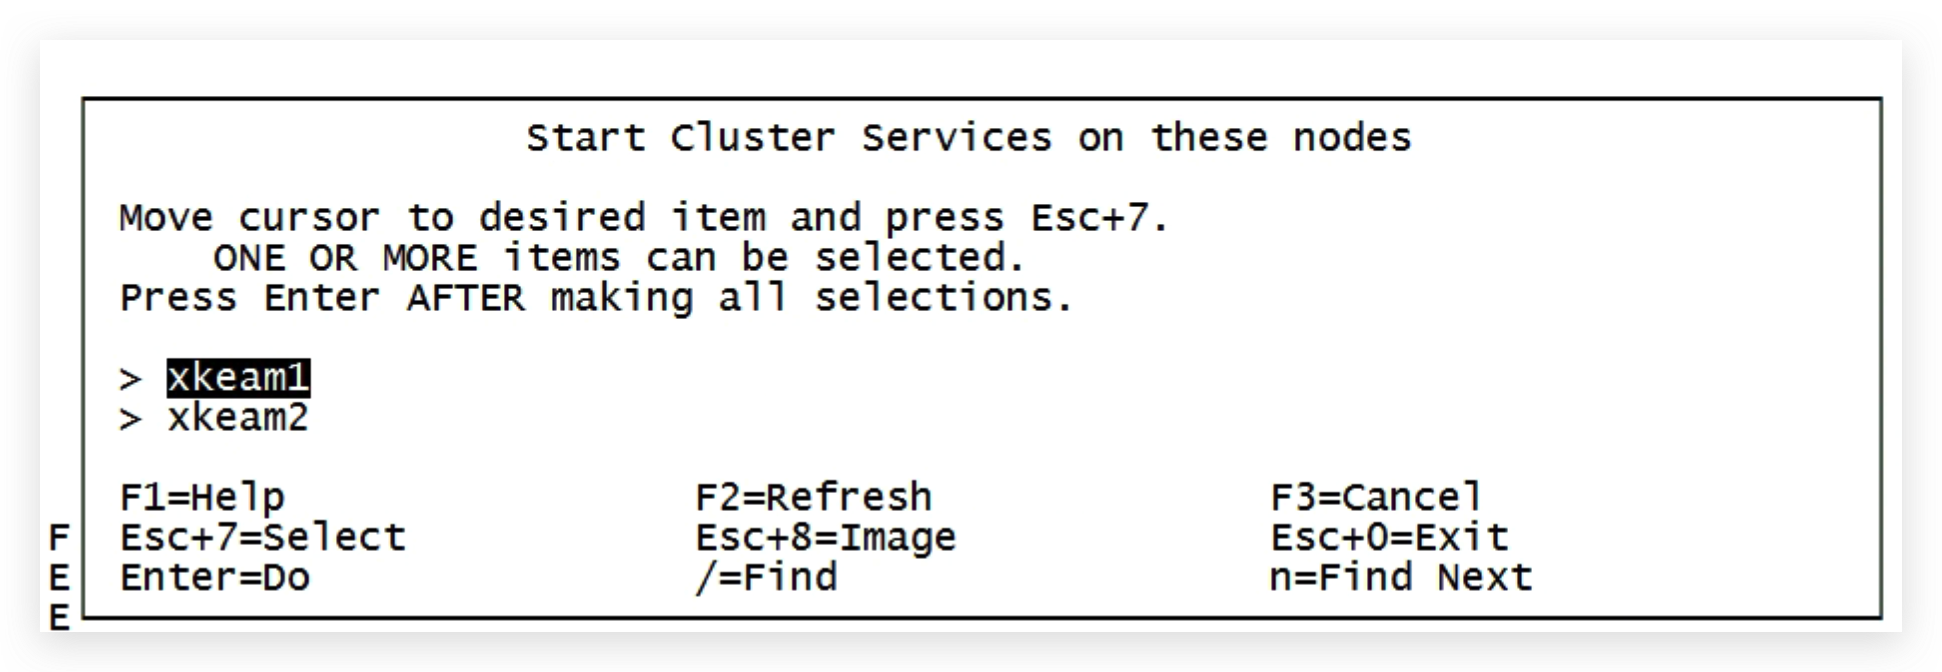 Start Cluster Services on these nodes
Move cursor to desired item and press Esc+7.
ONE OR MORE items can be selected.
Press Enter AFTER making all selections.
> xkeam1
> xkeam2
F1=Help F2=Refresh F3=Cancel
F Esc+7=Select Esc+8=Image Esc+0=Exit
E Enter=Do /=Find n=Find Next
E